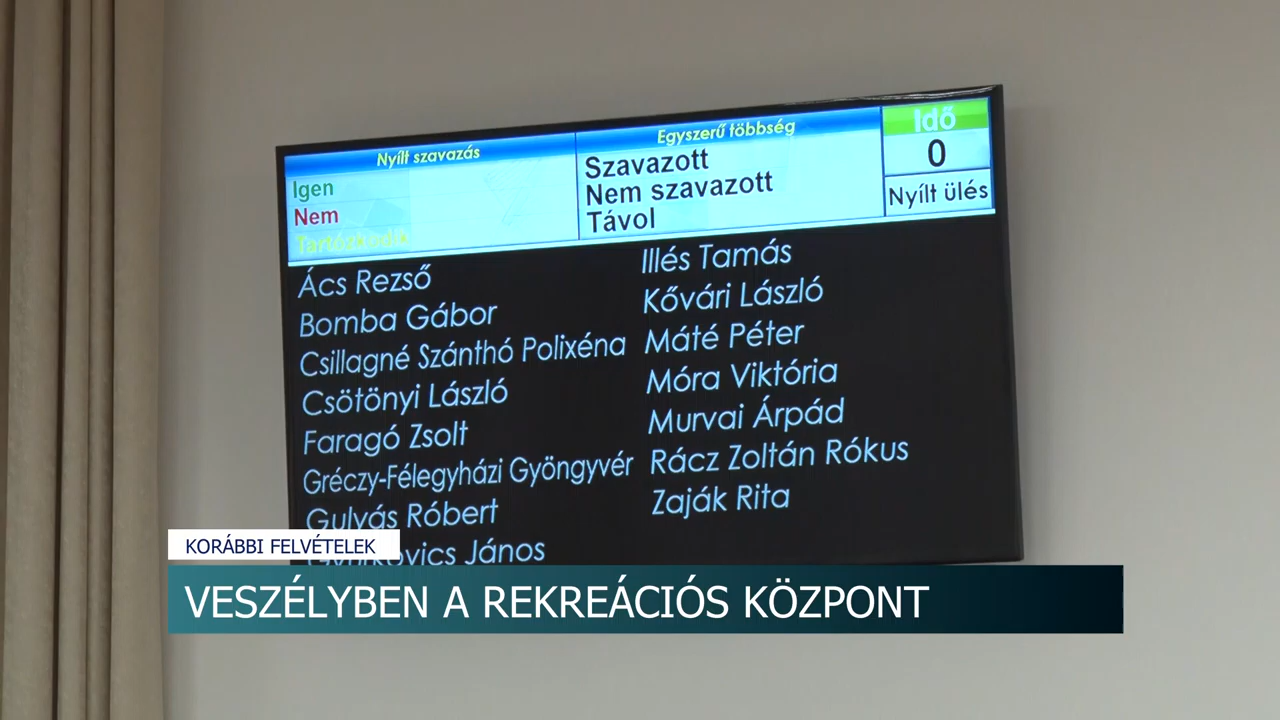 Nyílt szavazás
Igen
Nem
Tartózkodik
Egyszerű többség
Szavazott
Nem szavazott
Távol
Idő
0
Nyílt ülés
Ács Rezső
Bomba Gábor
Csillagné Szánthó Polixéna
Csötönyi László
Faragó Zsolt
Gréczy-Félegyházi Gyöngyvér
Gulyás Róbert
János
Illés Tamás
Kővári László
Máté Péter
Móra Viktória
Murvai Árpád
Rácz Zoltán Rókus
Zaják Rita
KORÁBBI FELVÉTELEK
VESZÉLYBEN A REKREÁCIÓS KÖZPONT